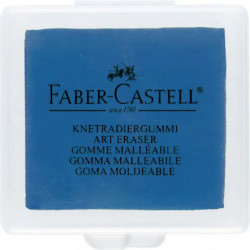 FABER-CASTELL
since 1761
KNETRADIERGUMMI
ART ERASER
GOMME MALLÉABLE
GOMMA MALLEABILE
GOMA MOLDEABLE